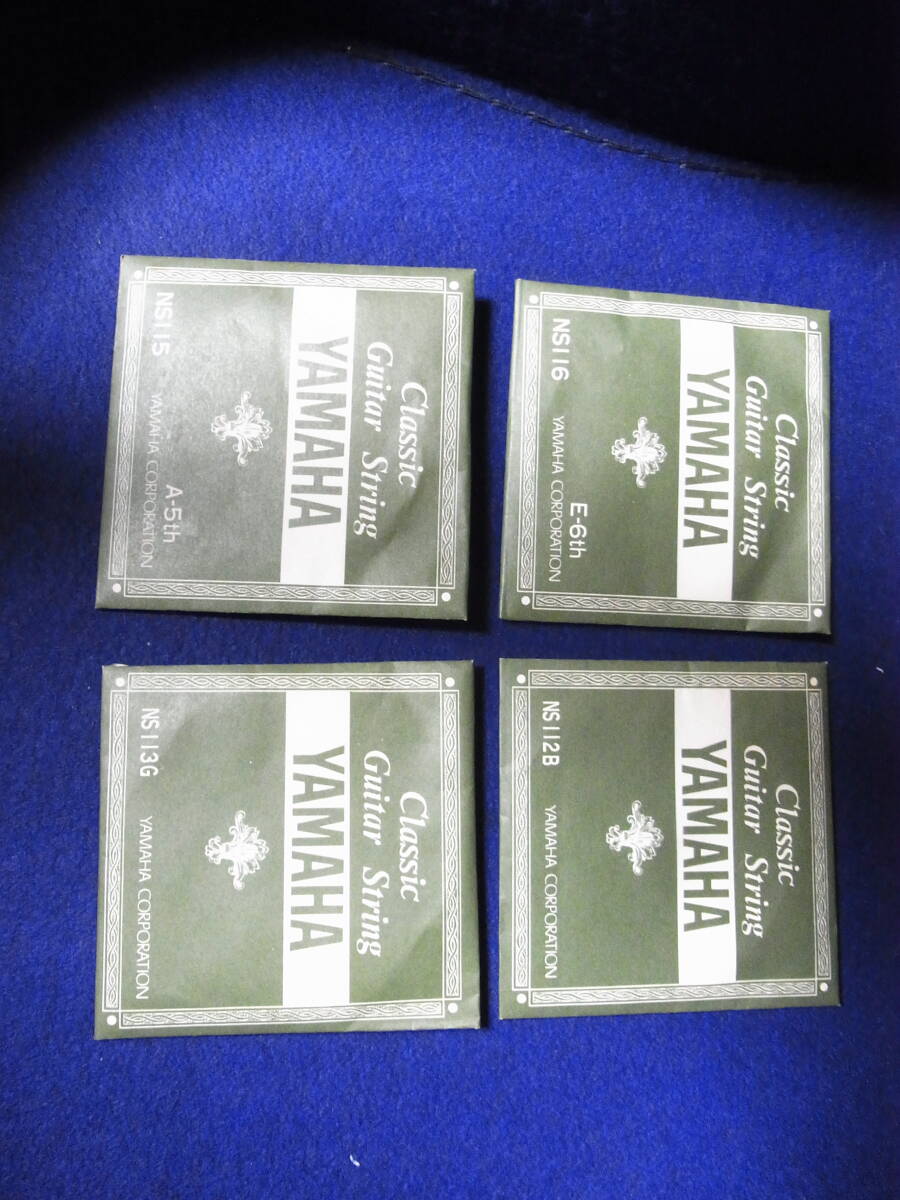 Classic
Guitar String
YAMAHA
NS115
A-5th
YAMAHA CORPORATION
Classic
Guitar String
YAMAHA
NS116
E-6th
YAMAHA CORPORATION
Classic
Guitar String
YAMAHA
NS113G
YAMAHA CORPORATION
Classic
Guitar String
YAMAHA
NS112B
YAMAHA CORPORATION